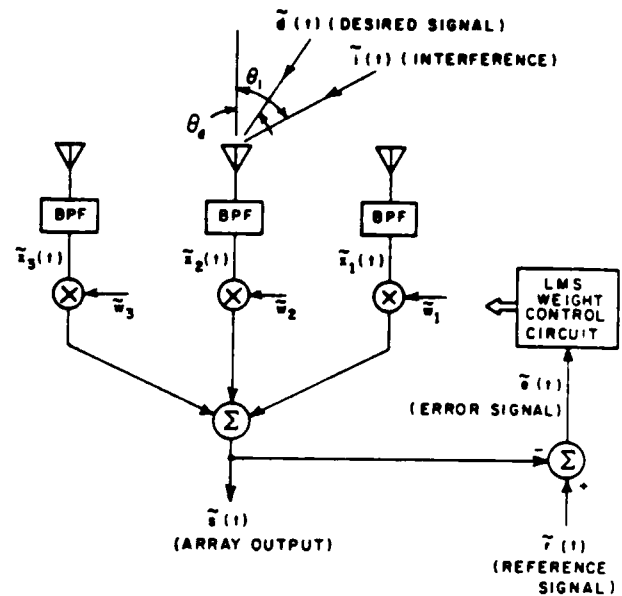 d̃(t) (DESIRED SIGNAL)
ĩ(t) (INTERFERENCE)
θi
θd
BPF
BPF
BPF
x̃3(t)
x̃2(t)
x̃1(t)
w̃3
w̃2
w̃1
LMS
WEIGHT
CONTROL
CIRCUIT
ẽ(t)
(ERROR SIGNAL)
Σ
Σ
-
+
s̃(t)
(ARRAY OUTPUT)
r̃(t)
(REFERENCE
SIGNAL)